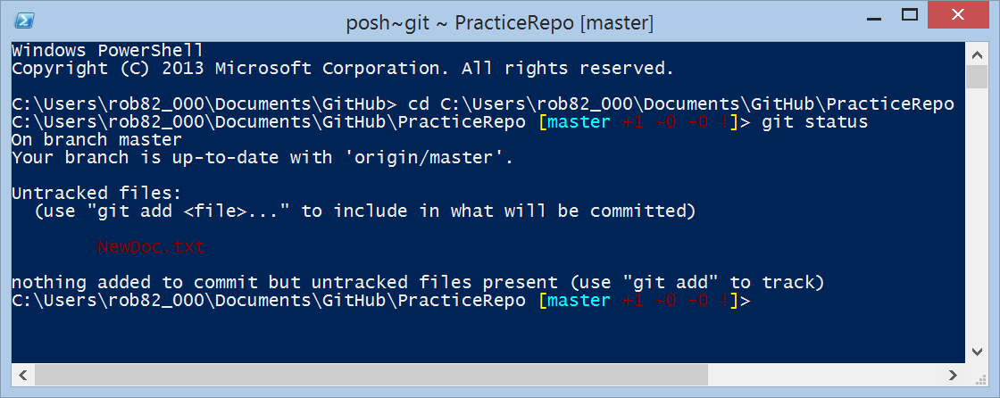 posh~git ~ PracticeRepo [master]
Windows PowerShell
Copyright (C) 2013 Microsoft Corporation. All rights reserved.
C:\Users\rob82_000\Documents\GitHub> cd C:\Users\rob82_000\Documents\GitHub\PracticeRepo
C:\Users\rob82_000\Documents\GitHub\PracticeRepo [master +1 ~0 -0 !]> git status
On branch master
Your branch is up-to-date with 'origin/master'.
Untracked files:
  (use "git add <file>..." to include in what will be committed)
        NewDoc.txt
nothing added to commit but untracked files present (use "git add" to track)
C:\Users\rob82_000\Documents\GitHub\PracticeRepo [master +1 ~0 -0 !]>